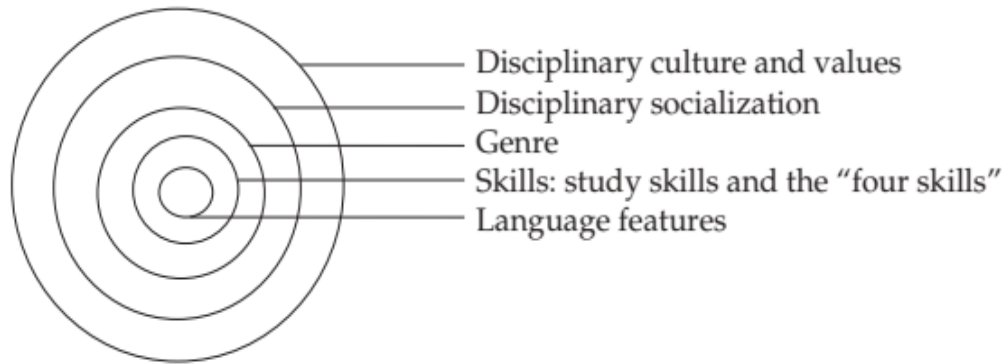 Disciplinary culture and values
Disciplinary socialization
Genre
Skills: study skills and the “four skills”
Language features